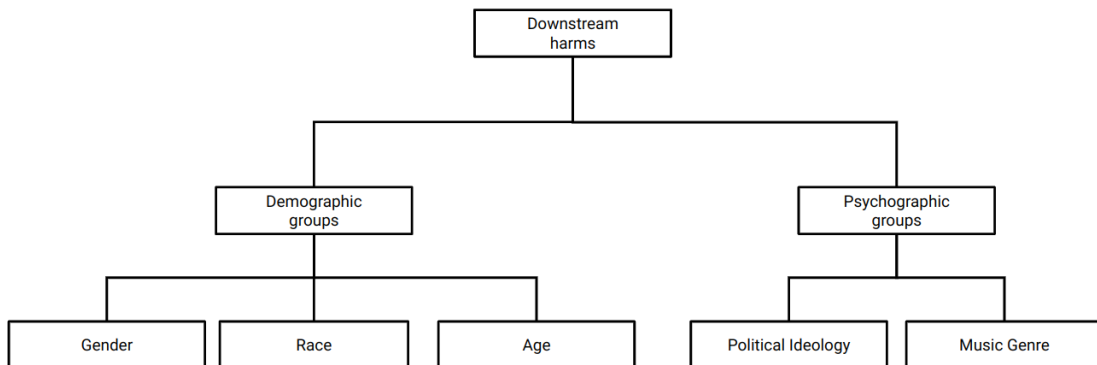 Downstream
harms
Demographic
groups
Psychographic
groups
Gender
Race
Age
Political Ideology
Music Genre